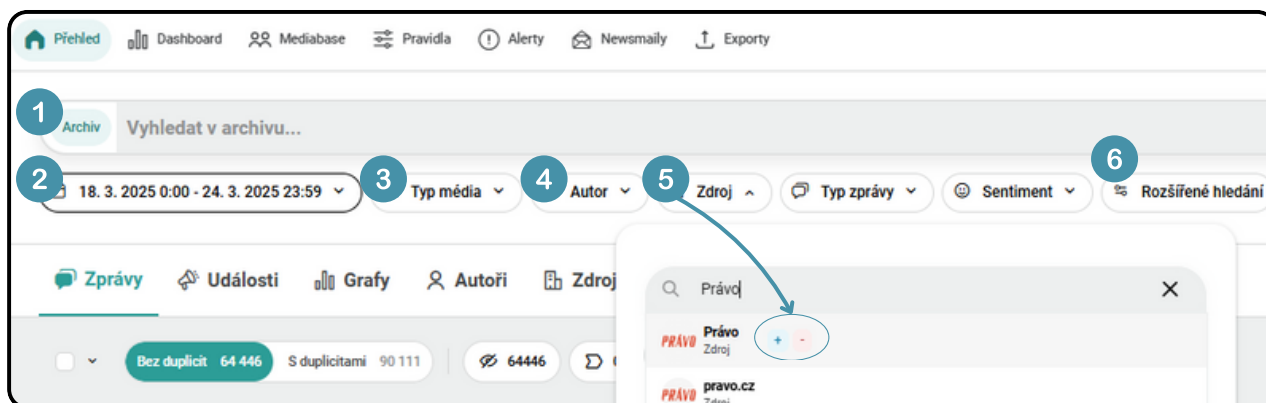 Přehled Dashboard Mediabase Pravidla Alerty Newsmaily Exporty
1 Archiv Vyhledat v archivu...
2 18. 3. 2025 0:00 - 24. 3. 2025 23:59 3 Typ média 4 Autor 5 Zdroj Typ zprávy Sentiment 6 Rozšířené hledání
Zprávy Události Grafy Autoři Zdroj
Právo
Bez duplicit 64 446 S duplicitami 90 111 64446
PRÁVO Právo + -
Zdroj
PRÁVO pravo.cz
Zdroj